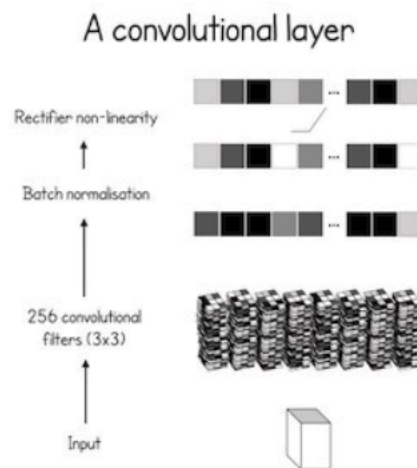 A convolutional layer
Rectifier non-linearity
...
Batch normalisation
...
...
256 convolutional
filters (3x3)
Input